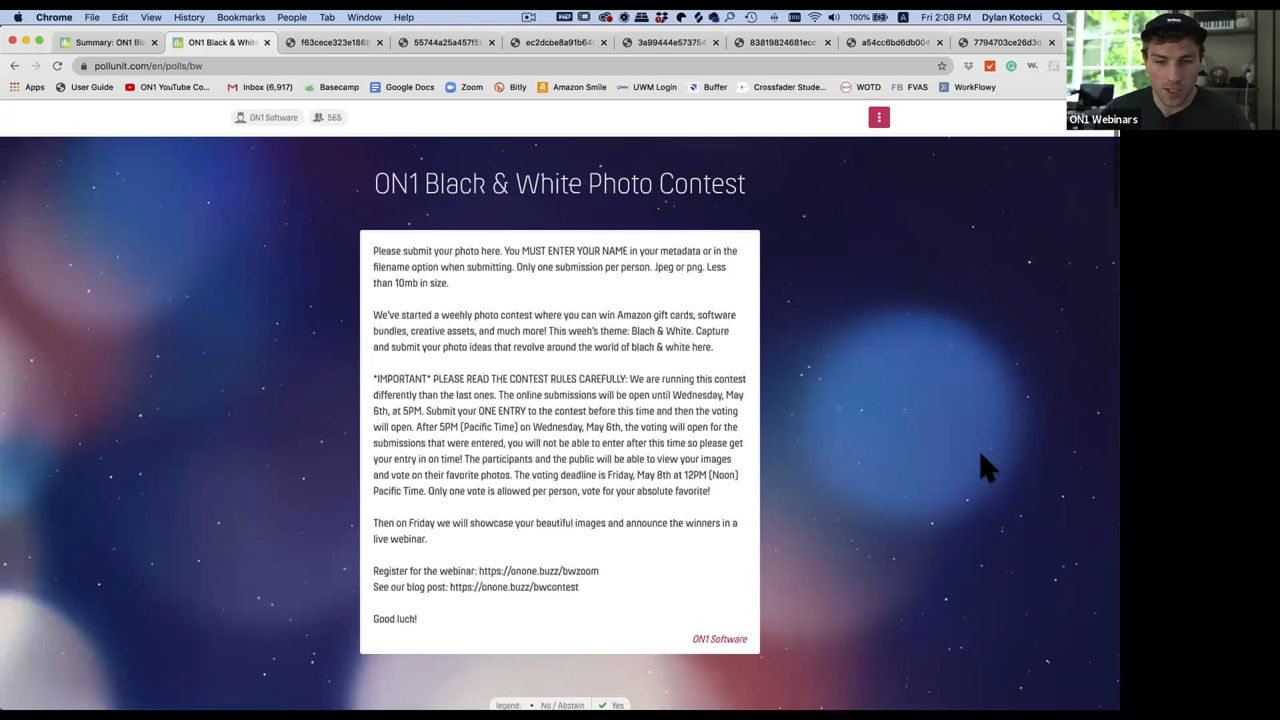 Chrome File Edit View History Bookmarks People Tab Window Help 100% Fri 2:08 PM Dylan Kotecki
Summary: ON1 Bla ON1 Black & White f63cece323e1868 55744a25a457f5 ec2dcbe8a91b64 3a99444e573754 83819824681ecc a54cc6bd6db004 7794703ce26d3
pollunit.com/en/polls/bw
Apps User Guide ON1 YouTube Co... Inbox (6,917) Basecamp Google Docs Zoom Bitly Amazon Smile UWM Login Buffer Crossfader Stude... WOTD FB FVAS WorkFlowy
ON1 Webinars
ON1 Software 565
ON1 Black & White Photo Contest
Please submit your photo here. You MUST ENTER YOUR NAME in your metadata or in the
filename option when submitting. Only one submission per person. Jpeg or png. Less
than 10mb in size.
We've started a weekly photo contest where you can win Amazon gift cards, software
bundles, creative assets, and much more! This week's theme: Black & White. Capture
and submit your photo ideas that revolve around the world of black & white here.
*IMPORTANT* PLEASE READ THE CONTEST RULES CAREFULLY: We are running this contest
differently than the last ones. The online submissions will be open until Wednesday, May
6th, at 5PM. Submit your ONE ENTRY to the contest before this time and then the voting
will open. After 5PM (Pacific Time) on Wednesday, May 6th, the voting will open for the
submissions that were entered, you will not be able to enter after this time so please get
your entry in on time! The participants and the public will be able to view your images
and vote on their favorite photos. The voting deadline is Friday, May 8th at 12PM (Noon)
Pacific Time. Only one vote is allowed per person, vote for your absolute favorite!
Then on Friday we will showcase your beautiful images and announce the winners in a
live webinar.
Register for the webinar: https://onone.buzz/bwzoom
See our blog post: https://onone.buzz/bwcontest
Good luck!
ON1 Software
legend: • No / Abstain Yes